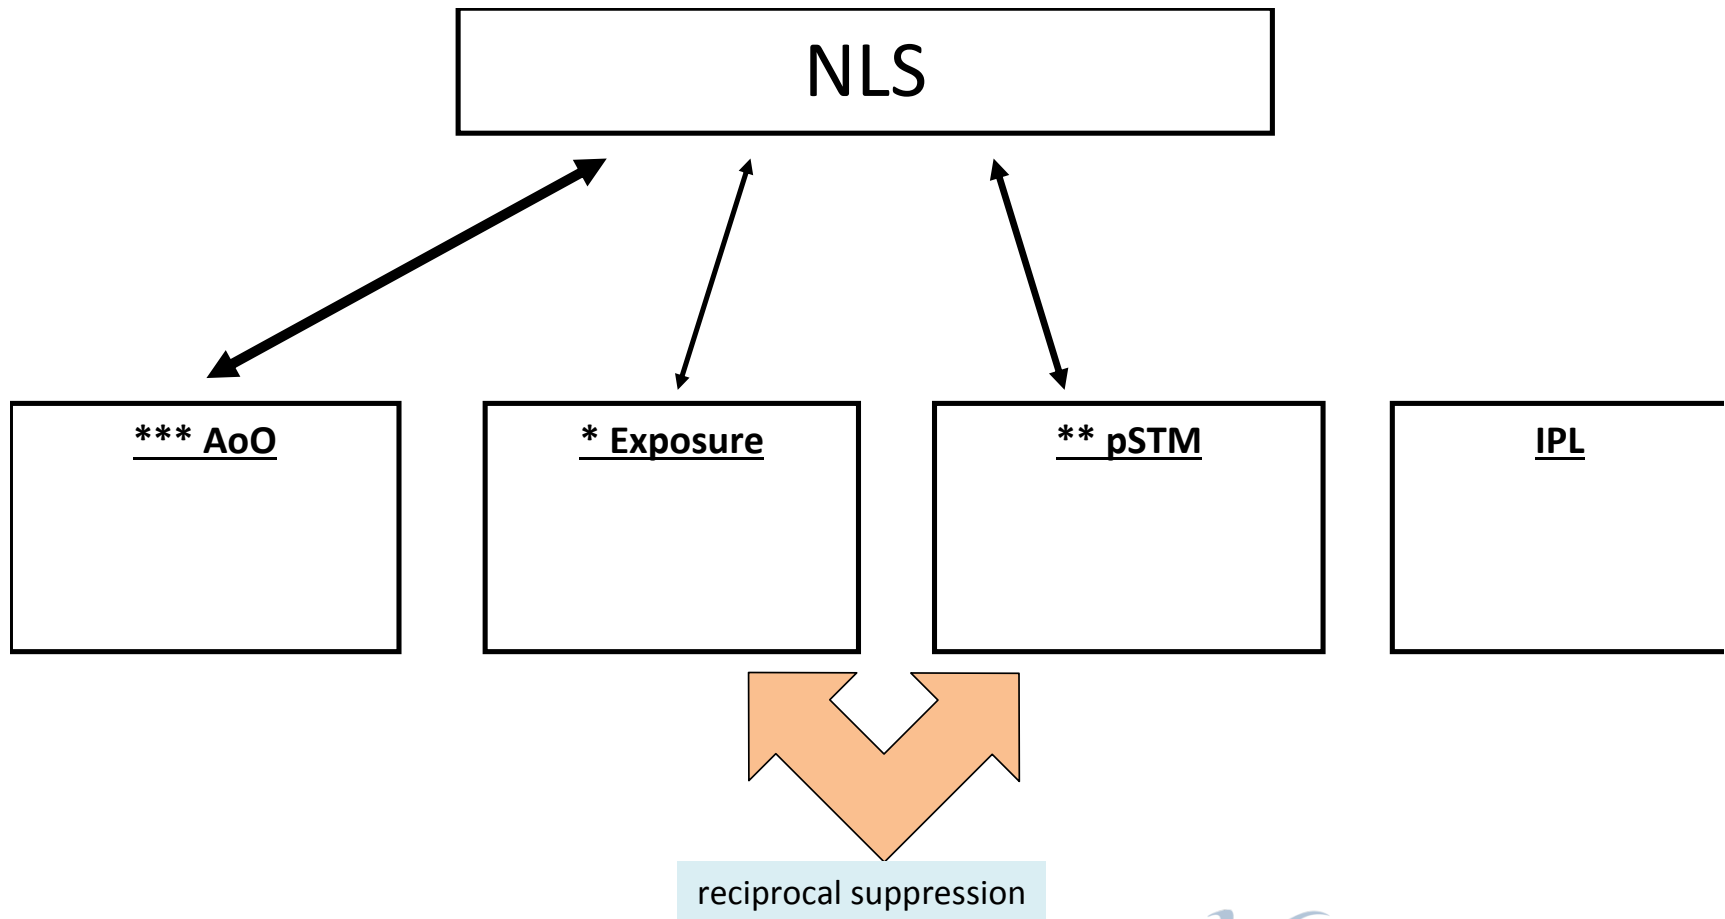 NLS
*** AoO
* Exposure
** pSTM
IPL
reciprocal suppression